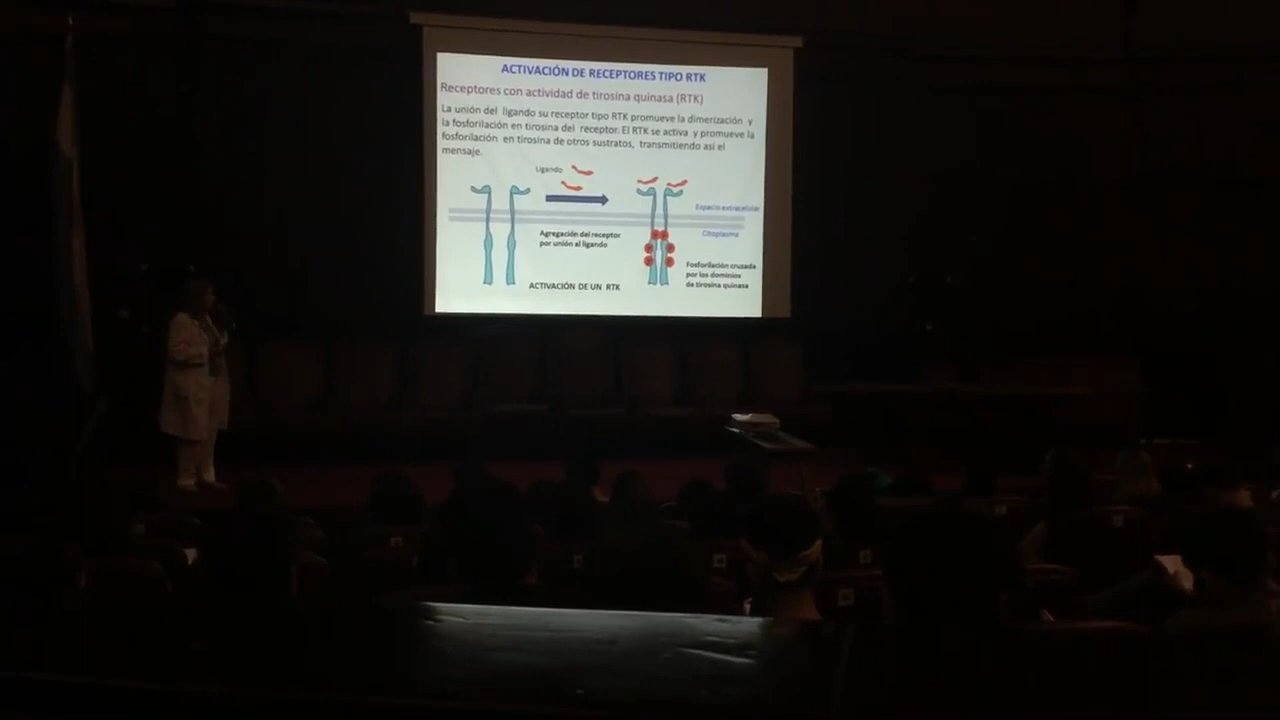 ACTIVACIÓN DE RECEPTORES TIPO RTK
Receptores con actividad de tirosina quinasa (RTK)
La unión del ligando su receptor tipo RTK promueve la dimerización y
la fosforilación en tirosina del receptor. El RTK se activa y promueve la
fosforilación en tirosina de otros sustratos, transmitiendo así el
mensaje.
Ligando
Espacio extracelular
Citoplasma
Agregación del receptor
por unión al ligando
Fosforilación cruzada
por los dominios
de tirosina quinasa
ACTIVACIÓN DE UN RTK